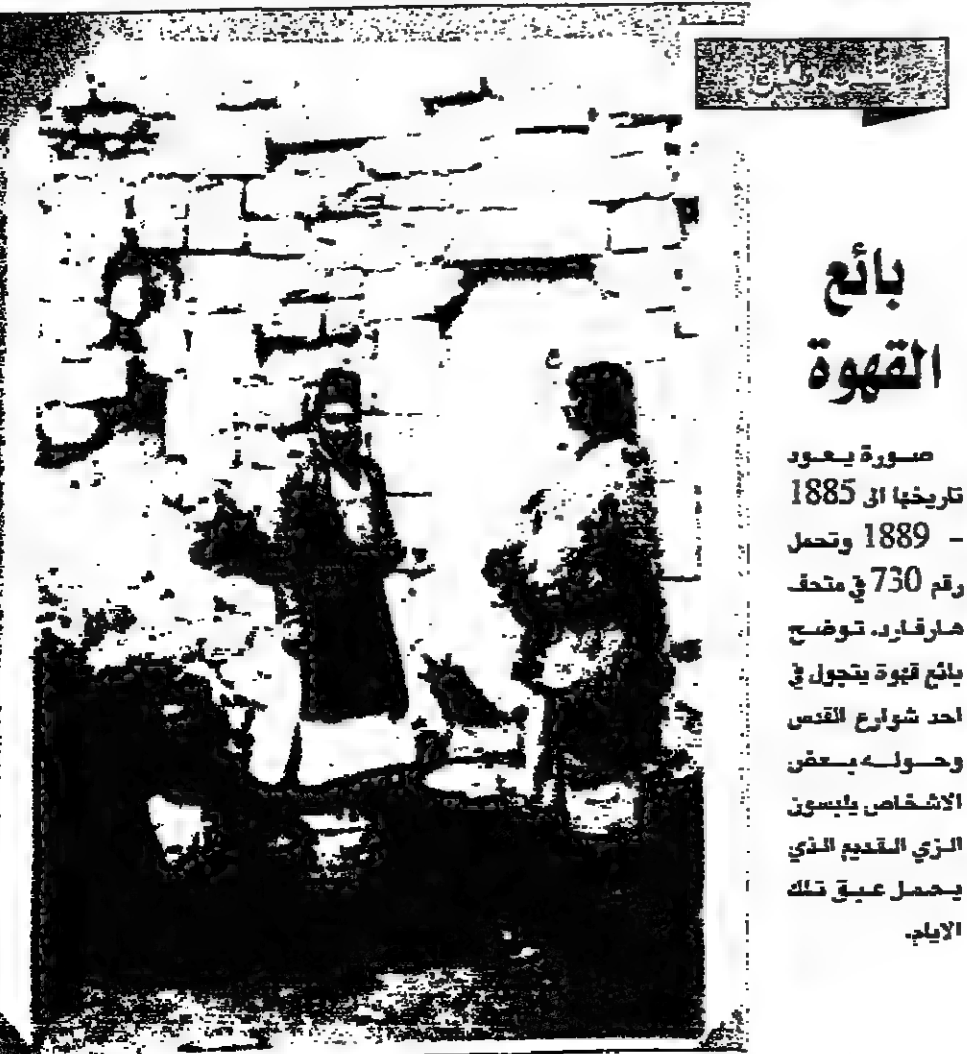 بائع
القهوة
صورة يعود
تاريخها الى 1885
- 1889 وتحمل
رقم 730 في متحف
هارفارد. توضح
بائع قهوة يتجول في
احد شوارع القدس
وحوله بعض
الاشخاص يلبسون
الزي القديم الذي
يحمل عبق تلك
الايام.